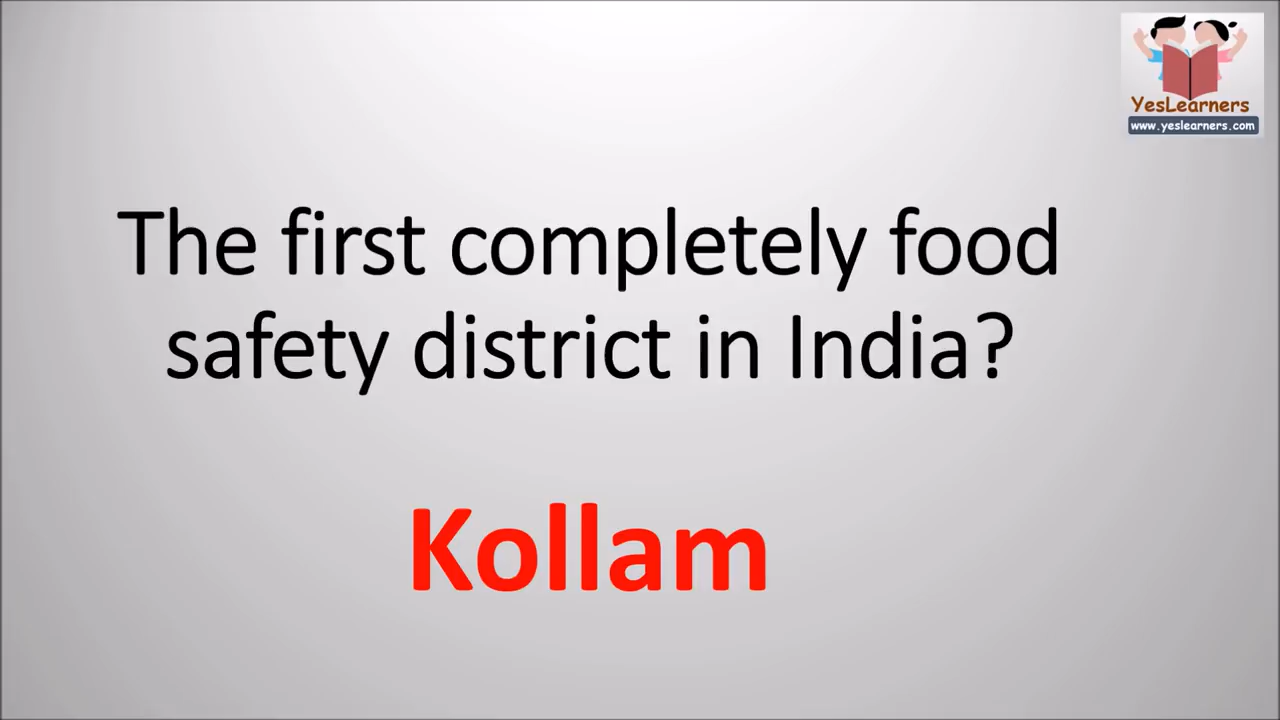 YesLearners
www.yeslearners.com
The first completely food
safety district in India?
Kollam